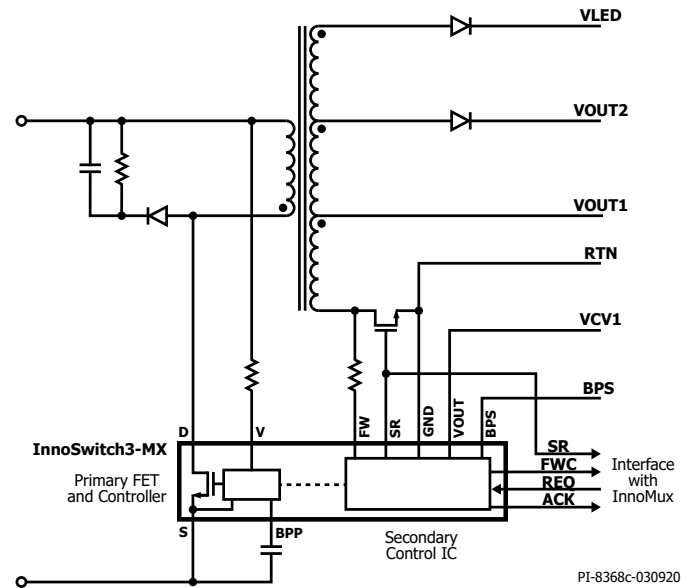 VLED
VOUT2
VOUT1
RTN
VCV1
BPS
D
V
FW
SR
GND
VOUT
BPS
InnoSwitch3-MX
SR
FWC
REQ
ACK
Interface
with
InnoMux
Primary FET
and Controller
S
BPP
Secondary
Control IC
PI-8368c-030920